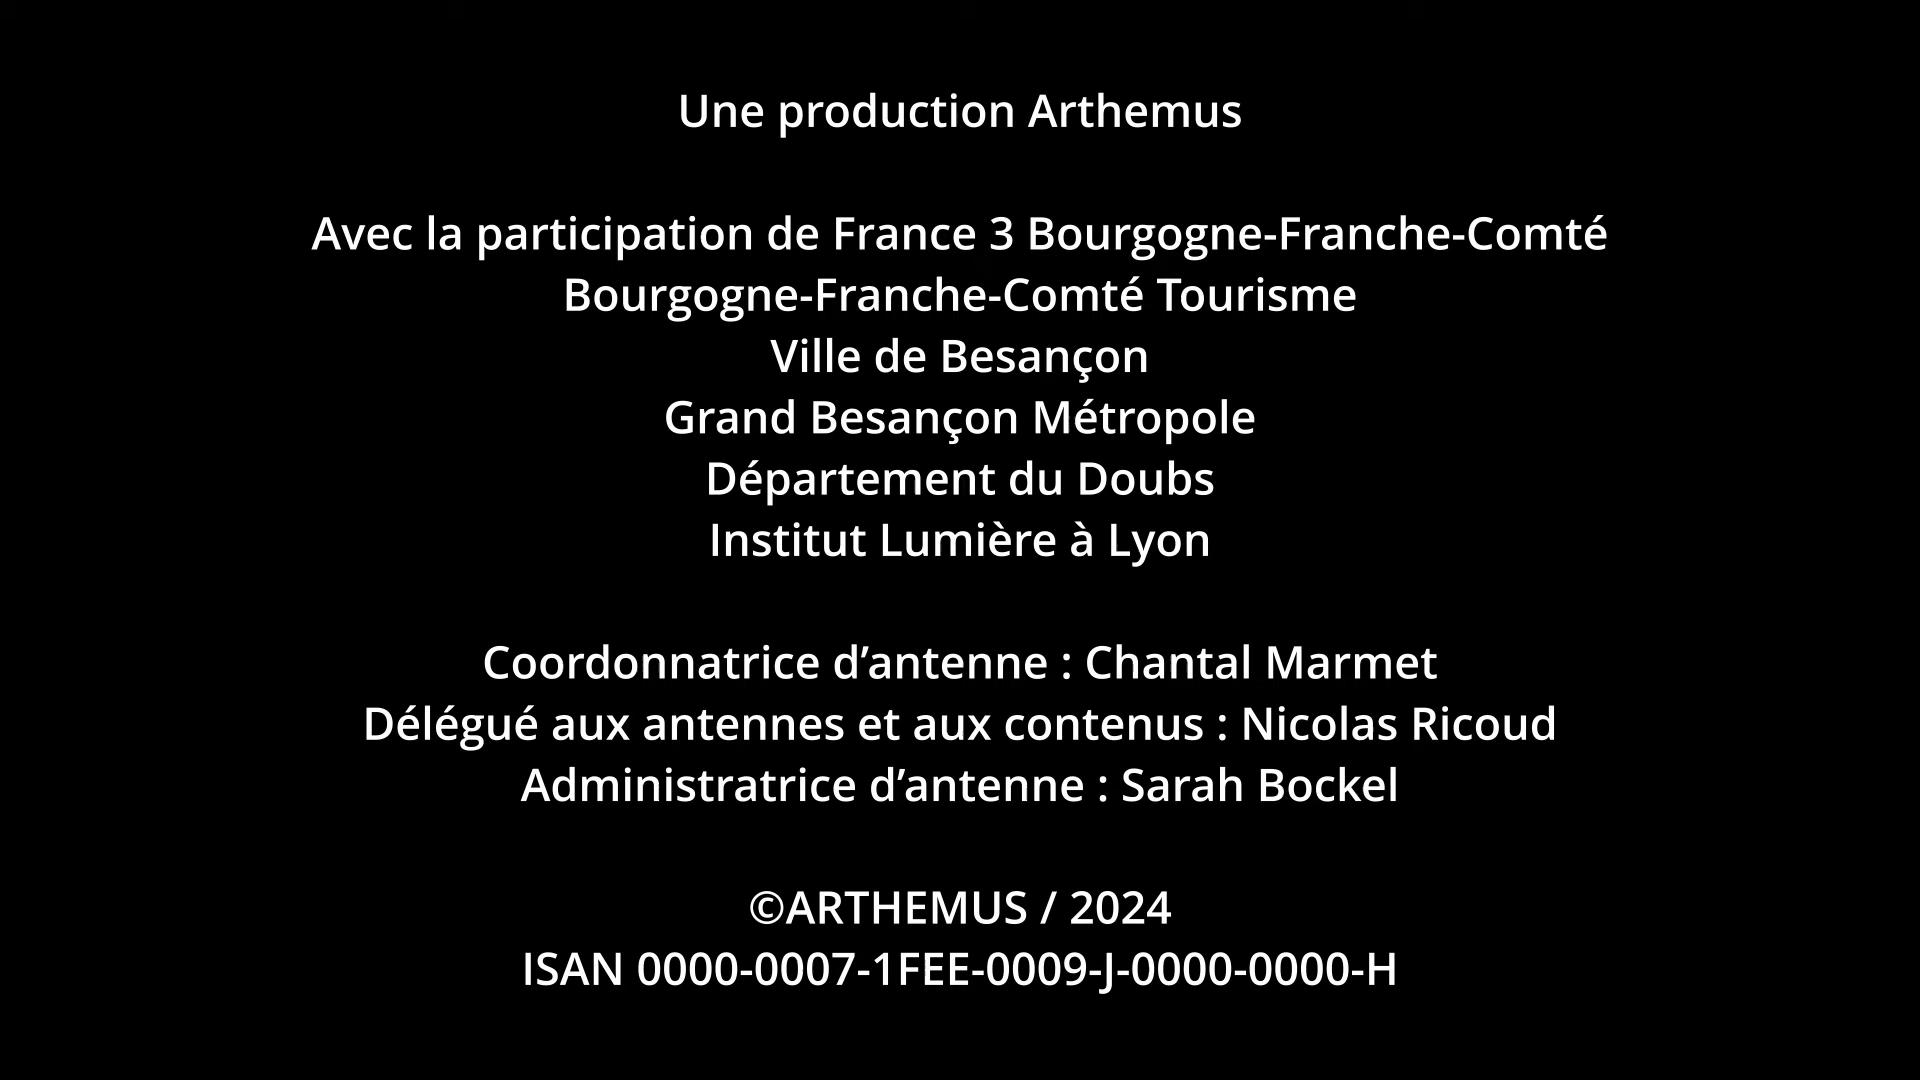 Une production Arthemus
Avec la participation de France 3 Bourgogne-Franche-Comté
Bourgogne-Franche-Comté Tourisme
Ville de Besançon
Grand Besançon Métropole
Département du Doubs
Institut Lumière à Lyon
Coordonnatrice d’antenne : Chantal Marmet
Délégué aux antennes et aux contenus : Nicolas Ricoud
Administratrice d’antenne : Sarah Bockel
©ARTHEMUS / 2024
ISAN 0000-0007-1FEE-0009-J-0000-0000-H